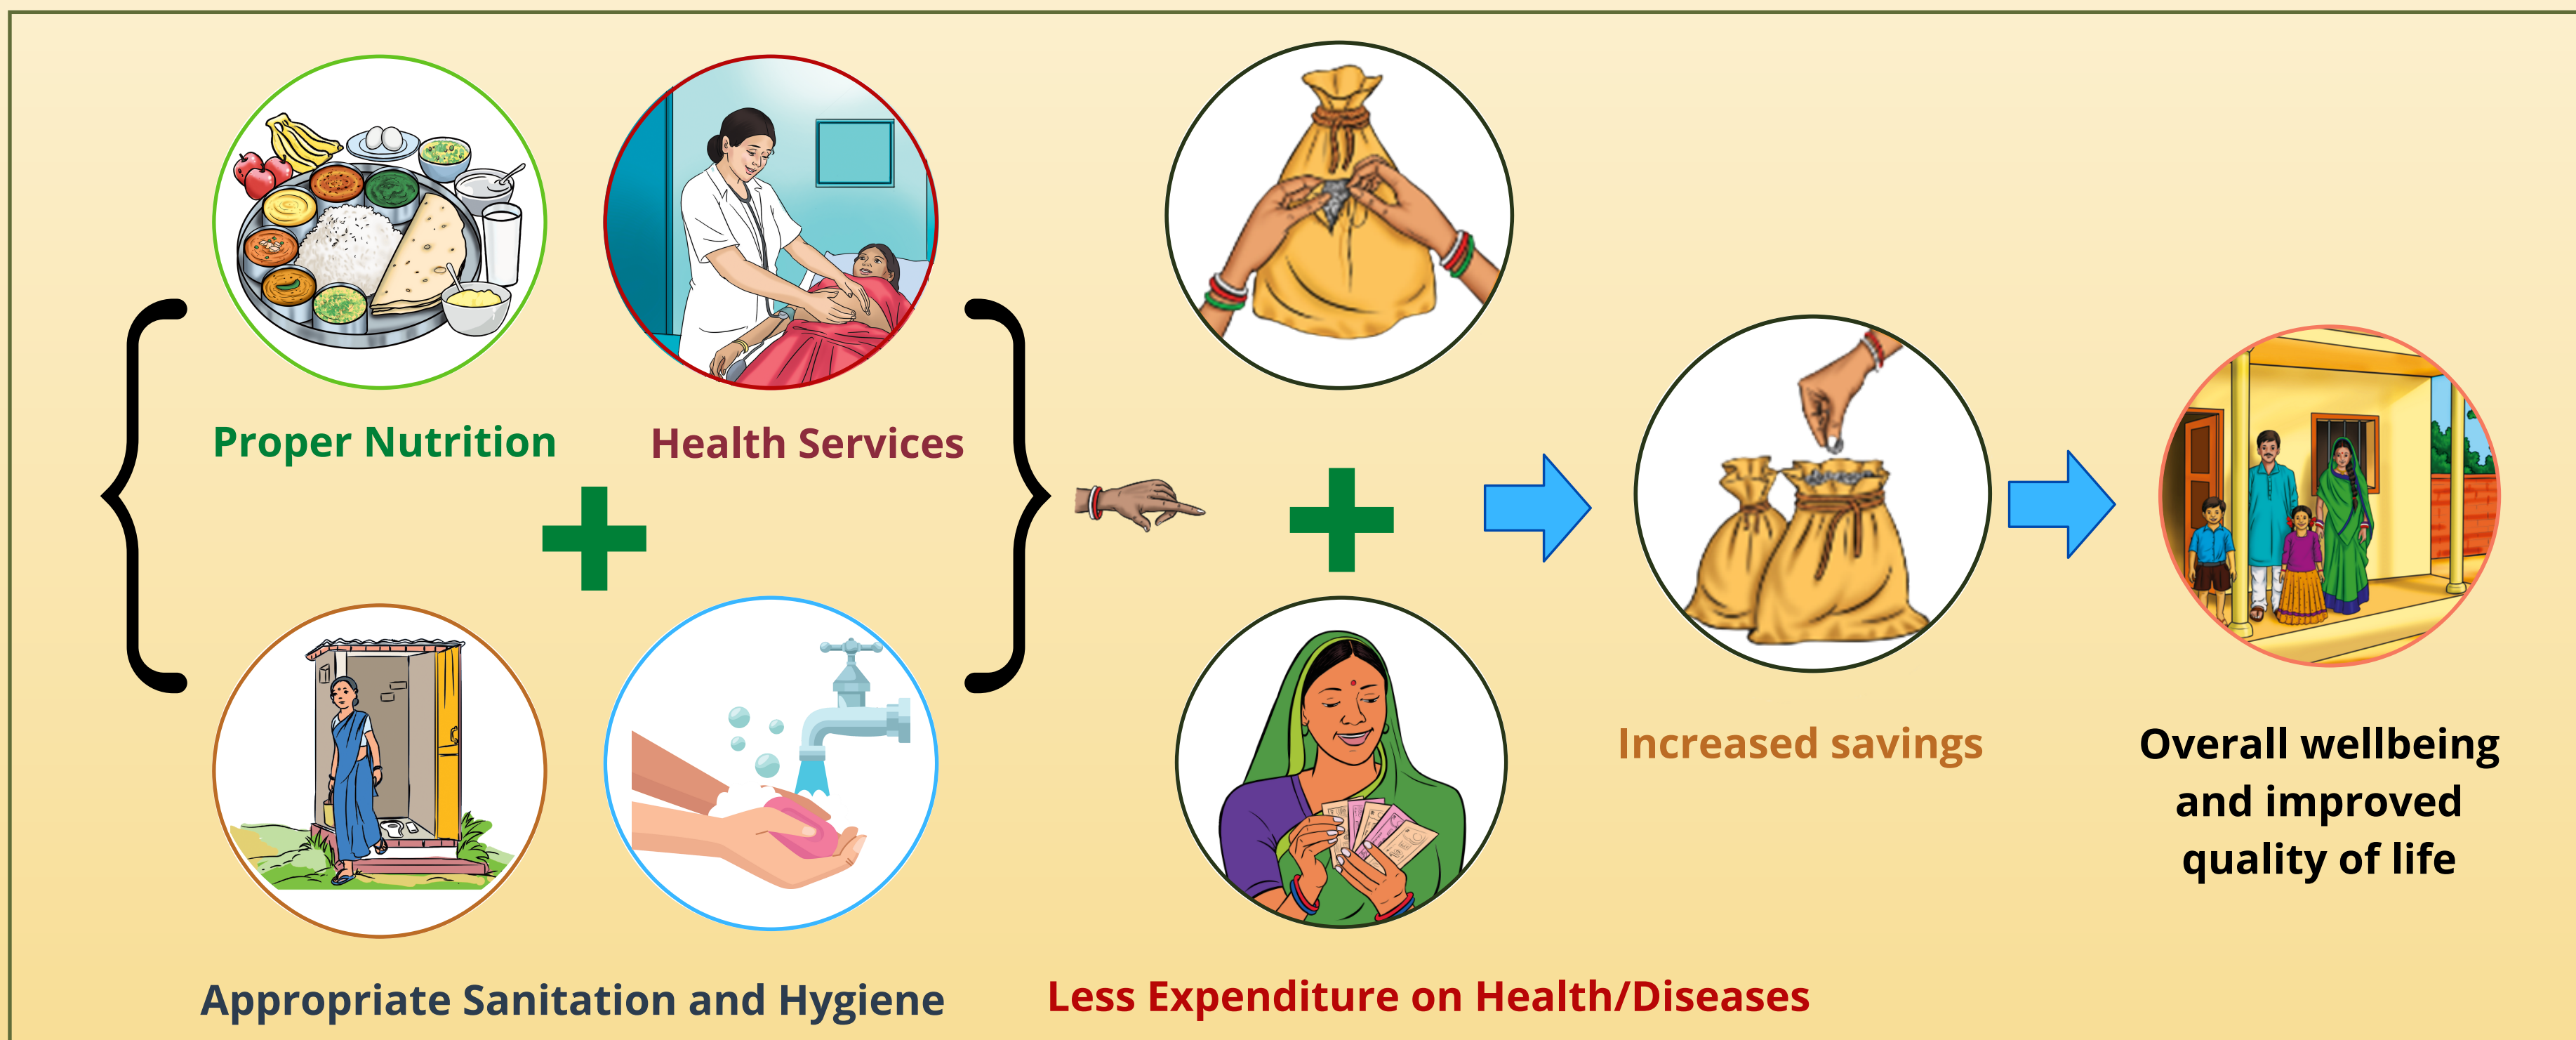 Proper Nutrition
Health Services
Appropriate Sanitation and Hygiene
Less Expenditure on Health/Diseases
Increased savings
Overall wellbeing
and improved
quality of life